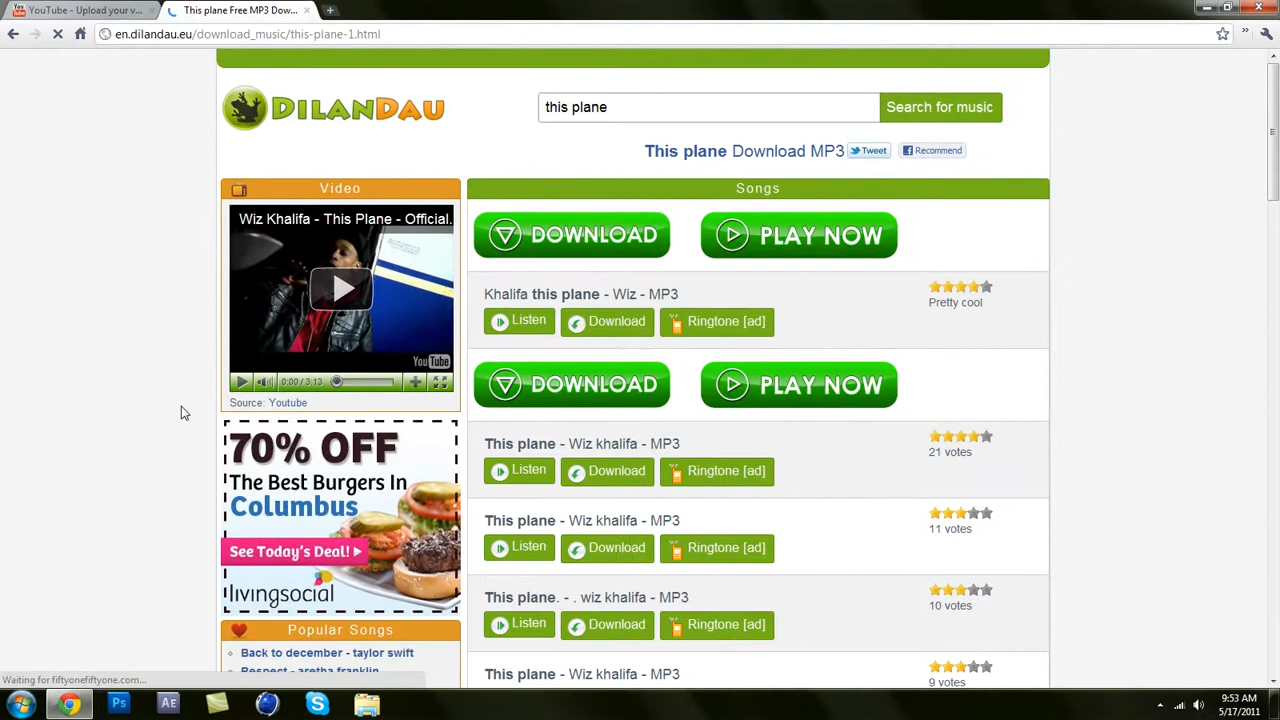 YouTube - Upload your v...
This plane Free MP3 Dow...
en.dilandau.eu/download_music/this-plane-1.html
DILANDAU
this plane
Search for music
This plane Download MP3
Tweet
Recommend
Video
Songs
Wiz Khalifa - This Plane - Official.
YouTube
0:00 / 3:13
Source: Youtube
DOWNLOAD
PLAY NOW
Khalifa this plane - Wiz - MP3
Pretty cool
Listen
Download
Ringtone [ad]
DOWNLOAD
PLAY NOW
This plane - Wiz khalifa - MP3
21 votes
Listen
Download
Ringtone [ad]
This plane - Wiz khalifa - MP3
11 votes
Listen
Download
Ringtone [ad]
This plane. - . wiz khalifa - MP3
10 votes
Listen
Download
Ringtone [ad]
This plane - Wiz khalifa - MP3
9 votes
70% OFF
The Best Burgers In
Columbus
See Today's Deal!
livingsocial
Popular Songs
Back to december - taylor swift
Respect - aretha franklin
Waiting for fiftyonefiftyone.com...
Ps
Ae
9:53 AM
5/17/2011